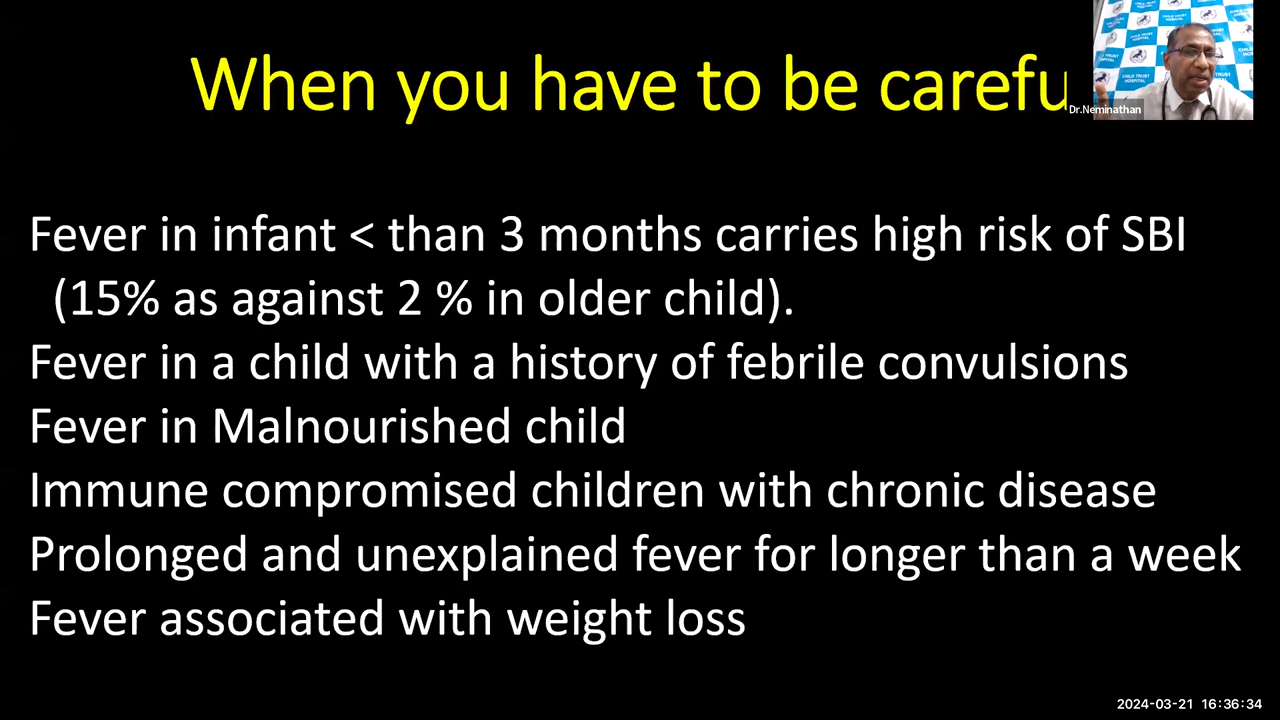 When you have to be carefu
Dr.Neminathan
CHILD TRUST
HOSPITAL
Fever in infant < than 3 months carries high risk of SBI
(15% as against 2 % in older child).
Fever in a child with a history of febrile convulsions
Fever in Malnourished child
Immune compromised children with chronic disease
Prolonged and unexplained fever for longer than a week
Fever associated with weight loss
2024-03-21 16:36:34